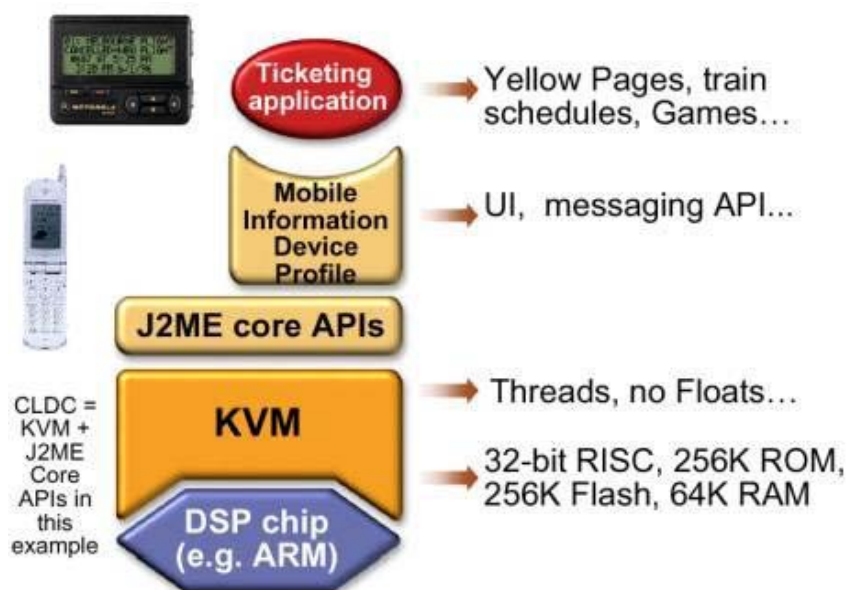 CANCELLED
MOTOROLA
Ticketing
application
Yellow Pages, train
schedules, Games…
Mobile
Information
Device
Profile
UI, messaging API...
J2ME core APIs
CLDC =
KVM +
J2ME
Core
APIs in
this
example
KVM
Threads, no Floats…
32-bit RISC, 256K ROM,
256K Flash, 64K RAM
DSP chip
(e.g. ARM)